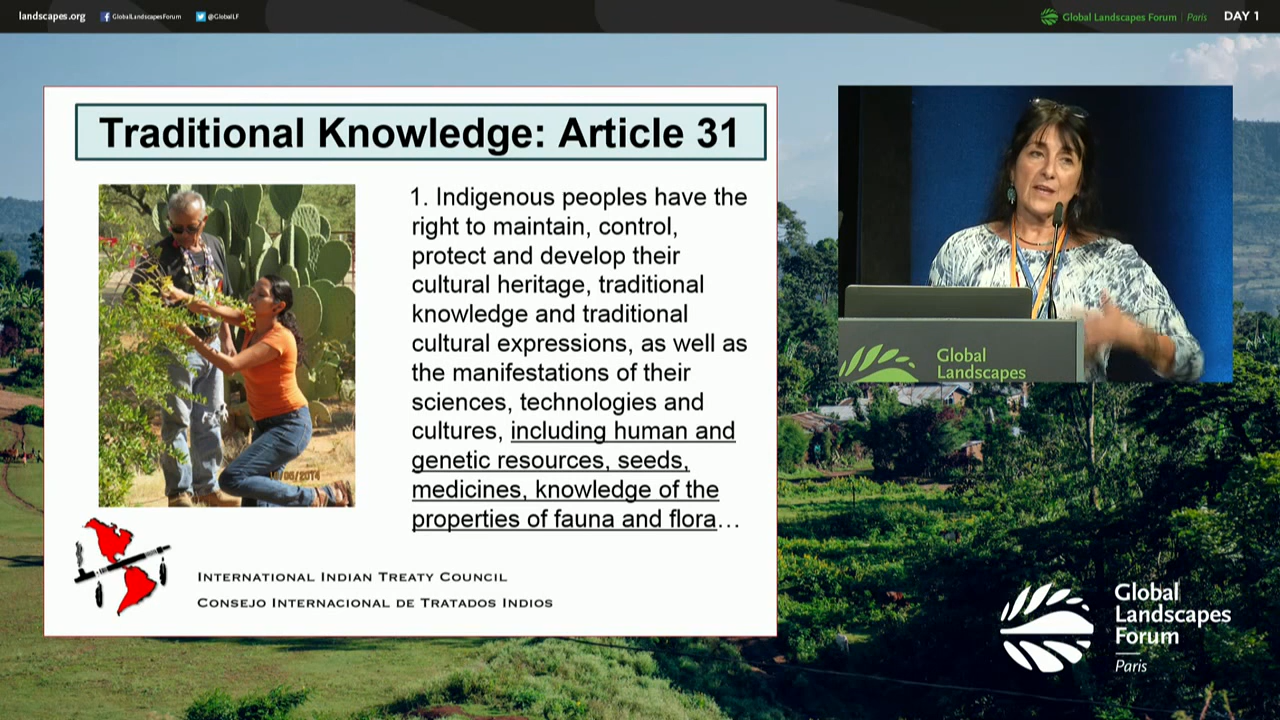 landscapes.org
GlobalLandscapesForum
@GlobalLF
Global Landscapes Forum | Paris
DAY 1
Traditional Knowledge: Article 31
1. Indigenous peoples have the
right to maintain, control,
protect and develop their
cultural heritage, traditional
knowledge and traditional
cultural expressions, as well as
the manifestations of their
sciences, technologies and
cultures, including human and
genetic resources, seeds,
medicines, knowledge of the
properties of fauna and flora…
INTERNATIONAL INDIAN TREATY COUNCIL
CONSEJO INTERNACIONAL DE TRATADOS INDIOS
Global
Landscapes
Global
Landscapes
Forum
Paris